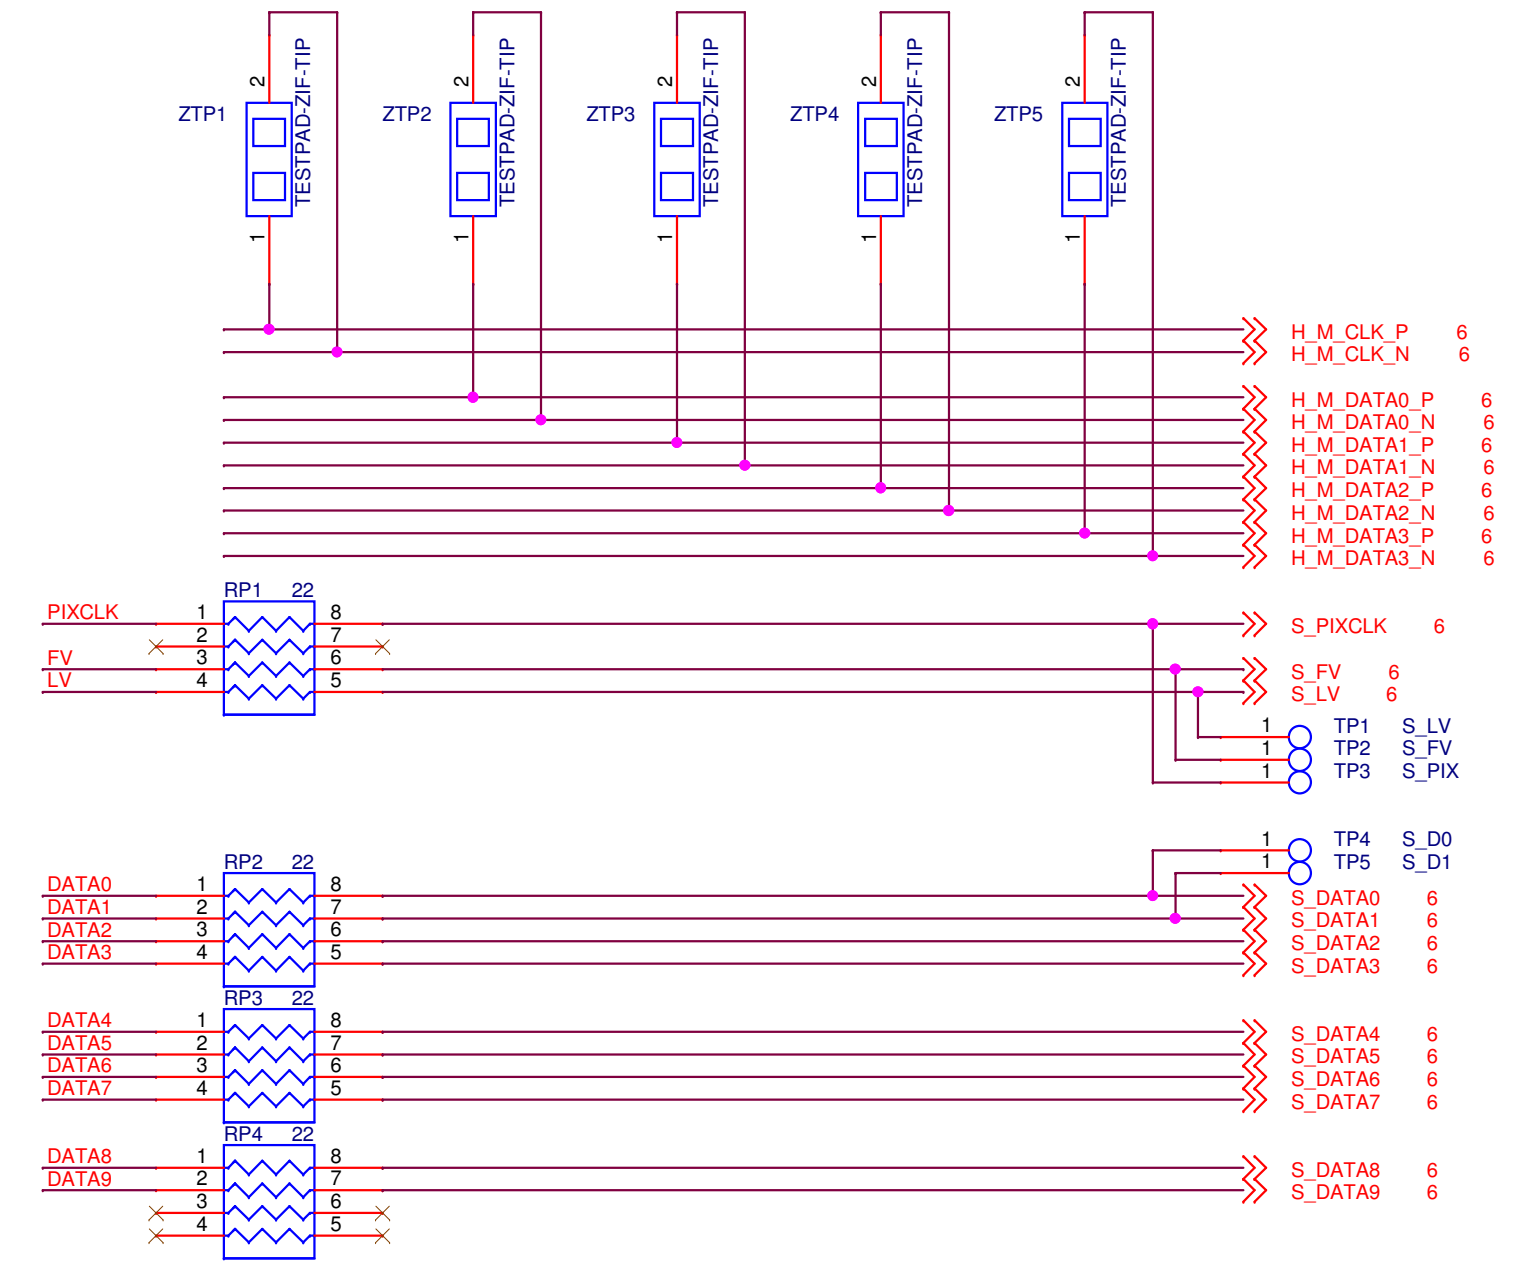 2 TESTPAD-ZIF-TIP 2 TESTPAD-ZIF-TIP 2 TESTPAD-ZIF-TIP 2 TESTPAD-ZIF-TIP 2 TESTPAD-ZIF-TIP
ZTP1 ZTP2 ZTP3 ZTP4 ZTP5
1 1 1 1 1
H_M_CLK_P 6
H_M_CLK_N 6
H_M_DATA0_P 6
H_M_DATA0_N 6
H_M_DATA1_P 6
H_M_DATA1_N 6
H_M_DATA2_P 6
H_M_DATA2_N 6
H_M_DATA3_P 6
H_M_DATA3_N 6
RP1 22
PIXCLK 1 8 S_PIXCLK 6
2 7
FV 3 6 S_FV 6
LV 4 5 S_LV 6
1 TP1 S_LV
1 TP2 S_FV
1 TP3 S_PIX
1 TP4 S_D0
1 TP5 S_D1
RP2 22
DATA0 1 8 S_DATA0 6
DATA1 2 7 S_DATA1 6
DATA2 3 6 S_DATA2 6
DATA3 4 5 S_DATA3 6
RP3 22
DATA4 1 8 S_DATA4 6
DATA5 2 7 S_DATA5 6
DATA6 3 6 S_DATA6 6
DATA7 4 5 S_DATA7 6
RP4 22
DATA8 1 8 S_DATA8 6
DATA9 2 7 S_DATA9 6
3 6
4 5